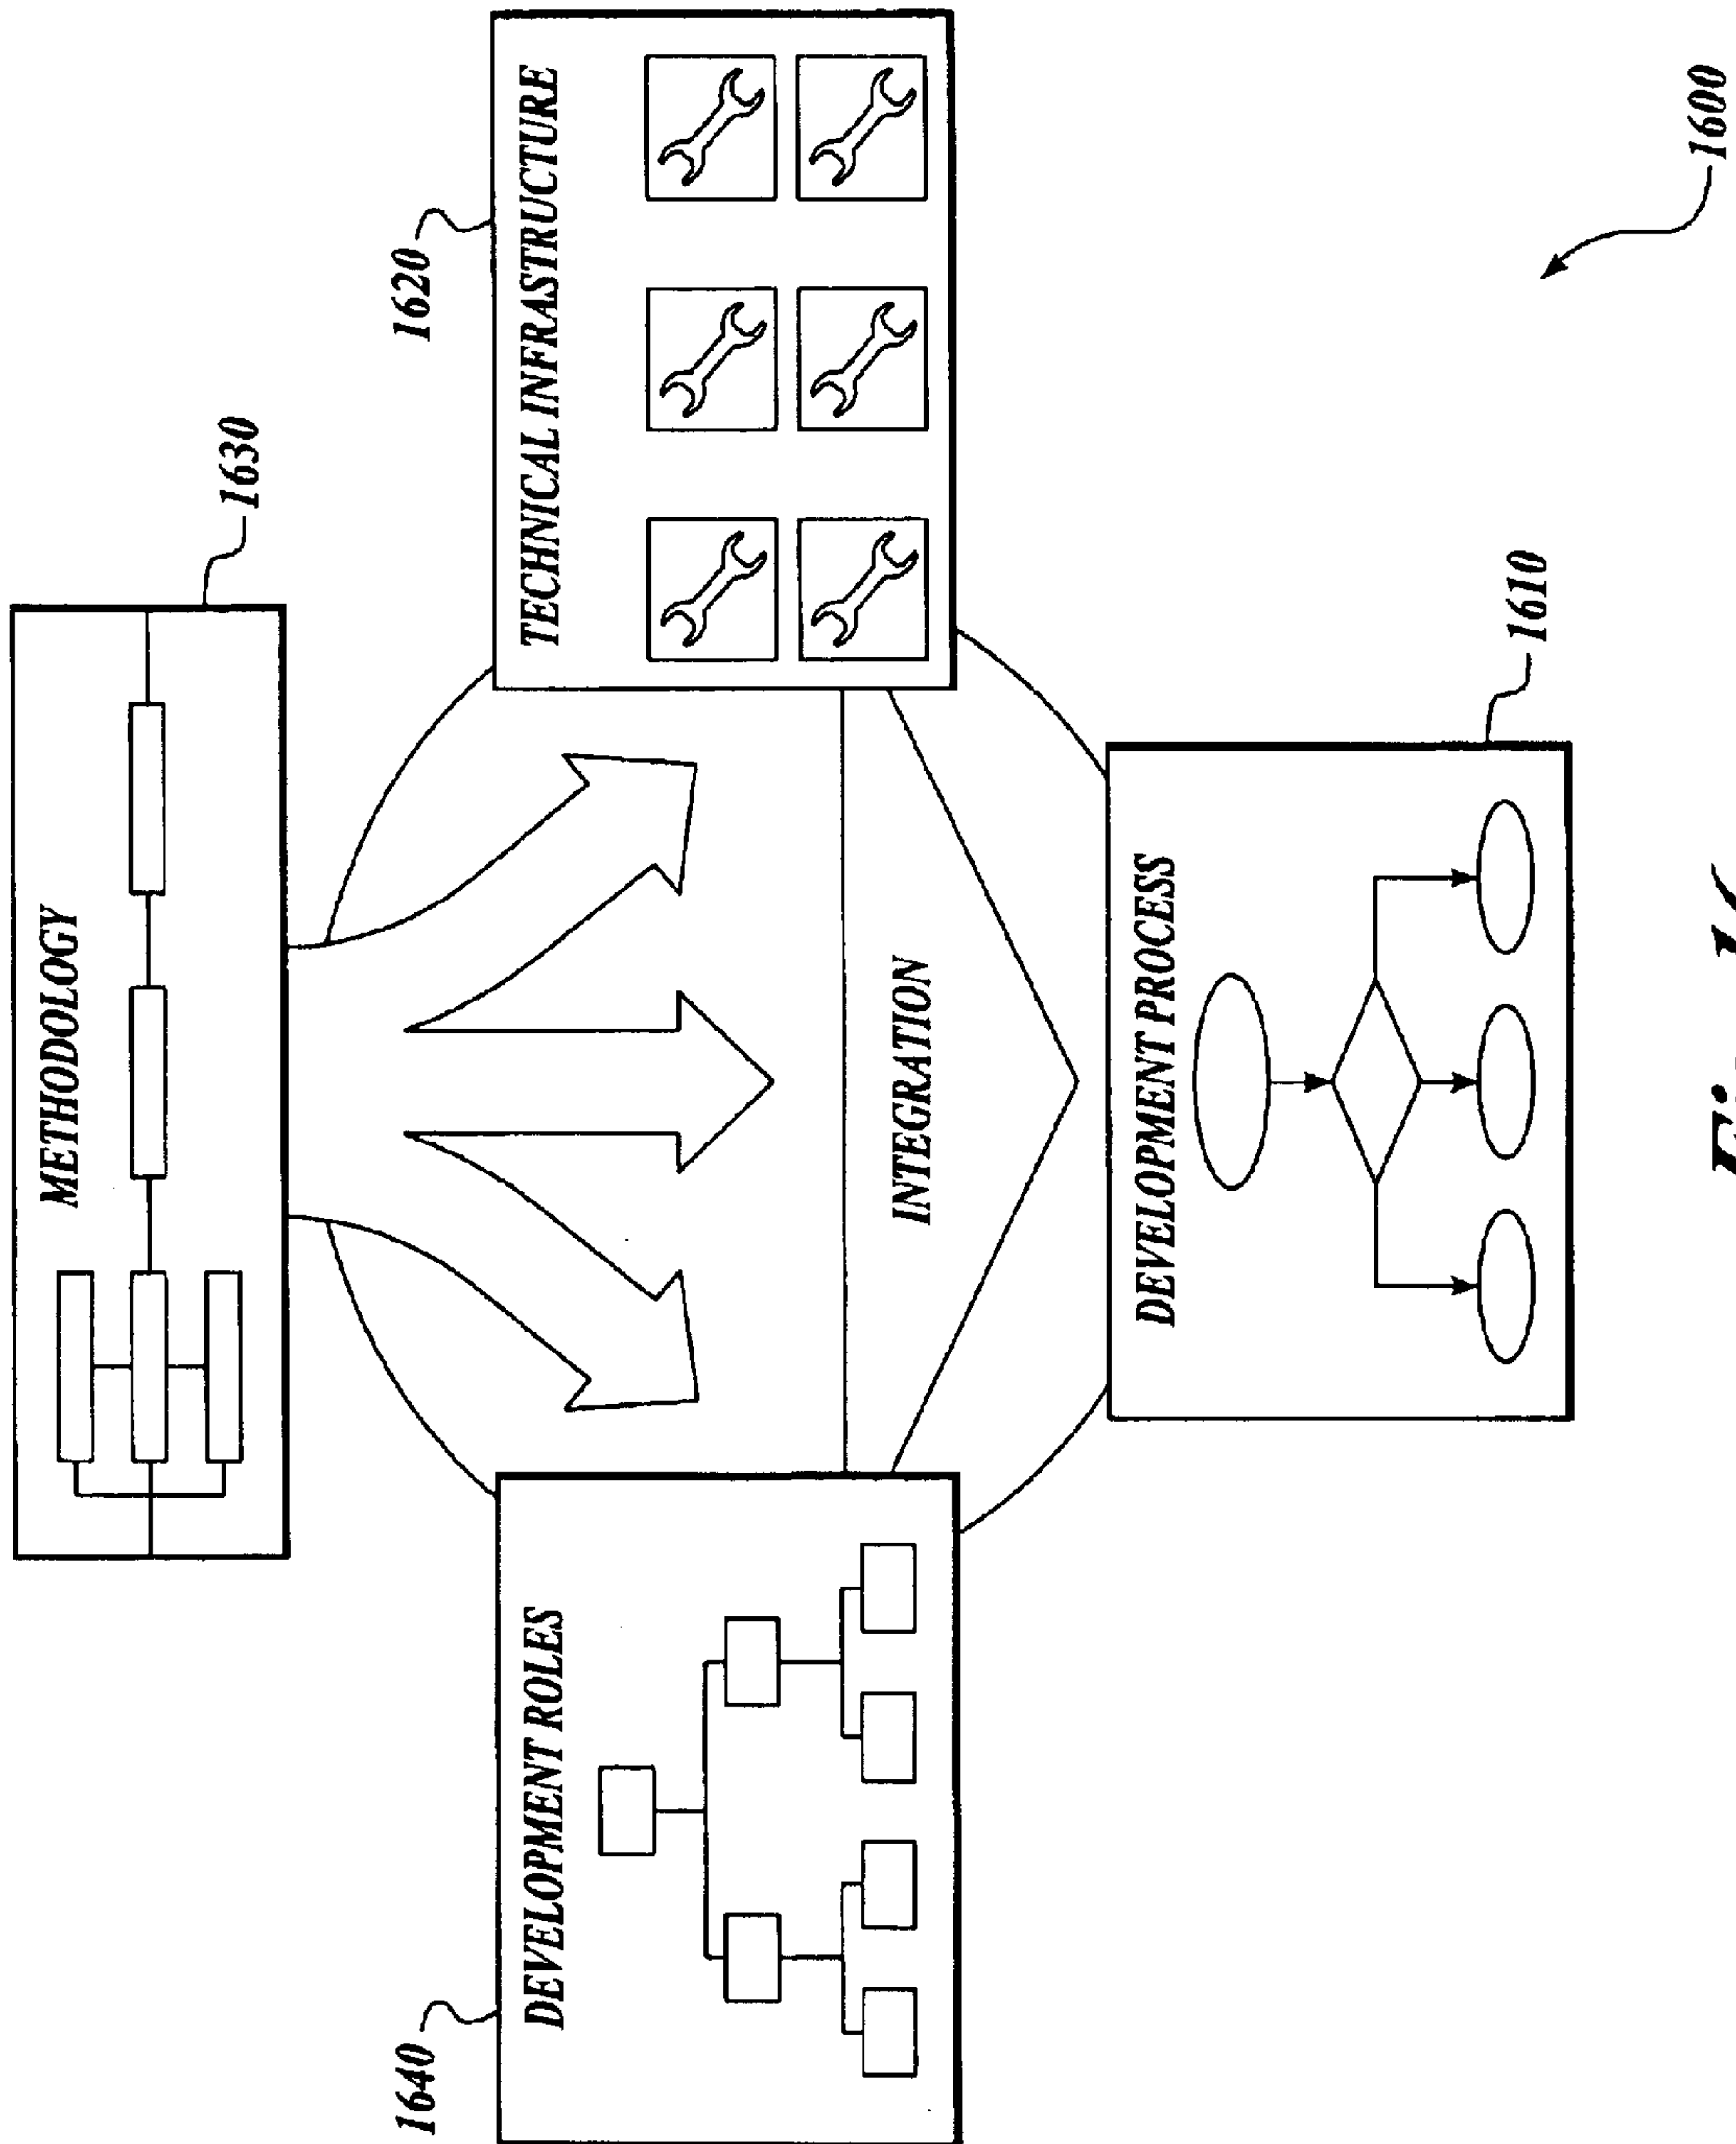 METHODOLOGY
1630
1620
TECHNICAL INFRASTRUCTURE
1640
DEVELOPMENT ROLES
INTEGRATION
DEVELOPMENT PROCESS
1610
1600